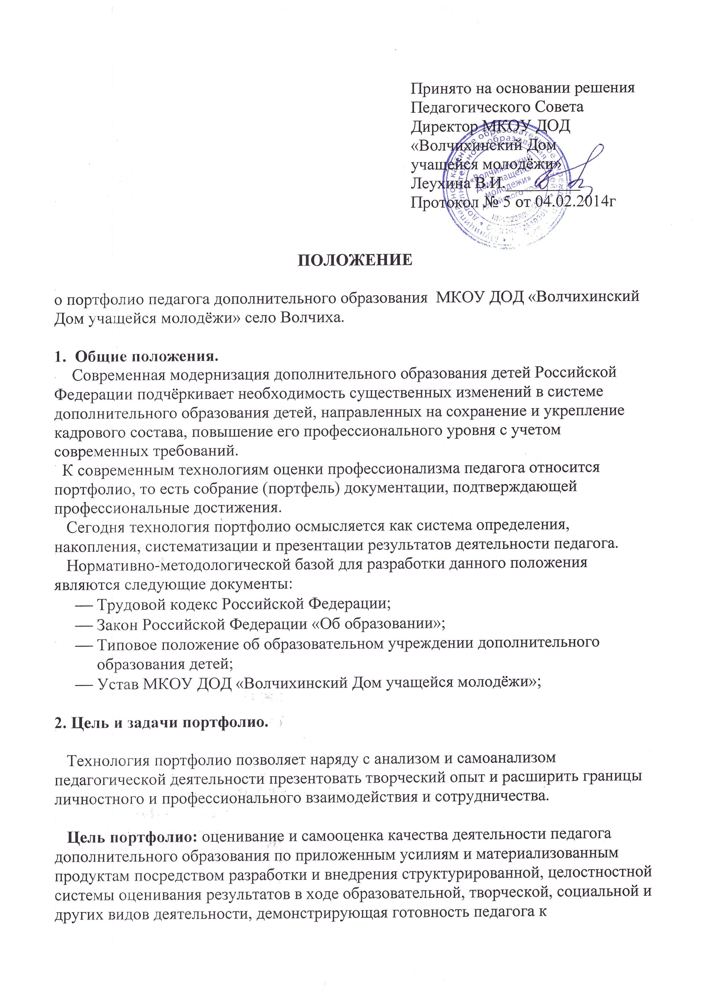 Принято на основании решения
Педагогического Совета
Директор МКОУ ДОД
«Волчихинский Дом
учащейся молодёжи»
Леухина В.И._________
Протокол № 5 от 04.02.2014г
«Волчихинский
Дом учащейся
молодежи»
Алтайского края
ПОЛОЖЕНИЕ
о портфолио педагога дополнительного образования МКОУ ДОД «Волчихинский
Дом учащейся молодёжи» село Волчиха.
1. Общие положения.
Современная модернизация дополнительного образования детей Российской
Федерации подчёркивает необходимость существенных изменений в системе
дополнительного образования детей, направленных на сохранение и укрепление
кадрового состава, повышение его профессионального уровня с учетом
современных требований.
К современным технологиям оценки профессионализма педагога относится
портфолио, то есть собрание (портфель) документации, подтверждающей
профессиональные достижения.
Сегодня технология портфолио осмысляется как система определения,
накопления, систематизации и презентации результатов деятельности педагога.
Нормативно-методологической базой для разработки данного положения
являются следующие документы:
— Трудовой кодекс Российской Федерации;
— Закон Российской Федерации «Об образовании»;
— Типовое положение об образовательном учреждении дополнительного
образования детей;
— Устав МКОУ ДОД «Волчихинский Дом учащейся молодёжи»;
2. Цель и задачи портфолио.
Технология портфолио позволяет наряду с анализом и самоанализом
педагогической деятельности презентовать творческий опыт и расширить границы
личностного и профессионального взаимодействия и сотрудничества.
Цель портфолио: оценивание и самооценка качества деятельности педагога
дополнительного образования по приложенным усилиям и материализованным
продуктам посредством разработки и внедрения структурированной, целостностной
системы оценивания результатов в ходе образовательной, творческой, социальной и
других видов деятельности, демонстрирующая готовность педагога к